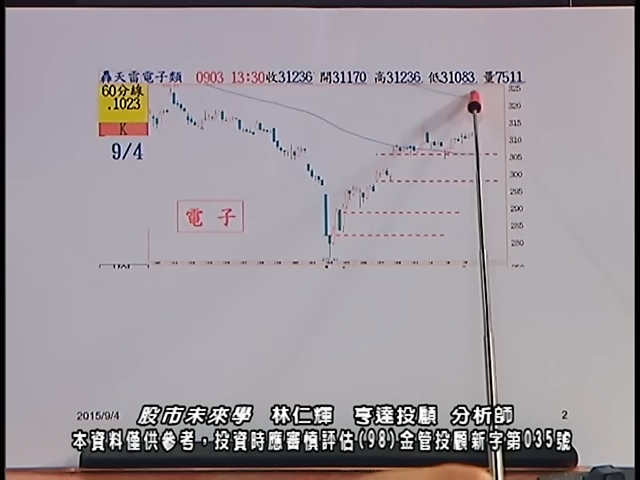 轟天雷電子類 0903 13:30收31236 開31170 高31236 低31083 量7511
60分線
.1023
K
9/4
325
320
315
310
305
300
295
290
285
280
電子
2015/9/4
2
股市未來學 林仁輝 亨達投顧 分析師
本資料僅供參考，投資時應審慎評估(98)金管投顧新字第035號